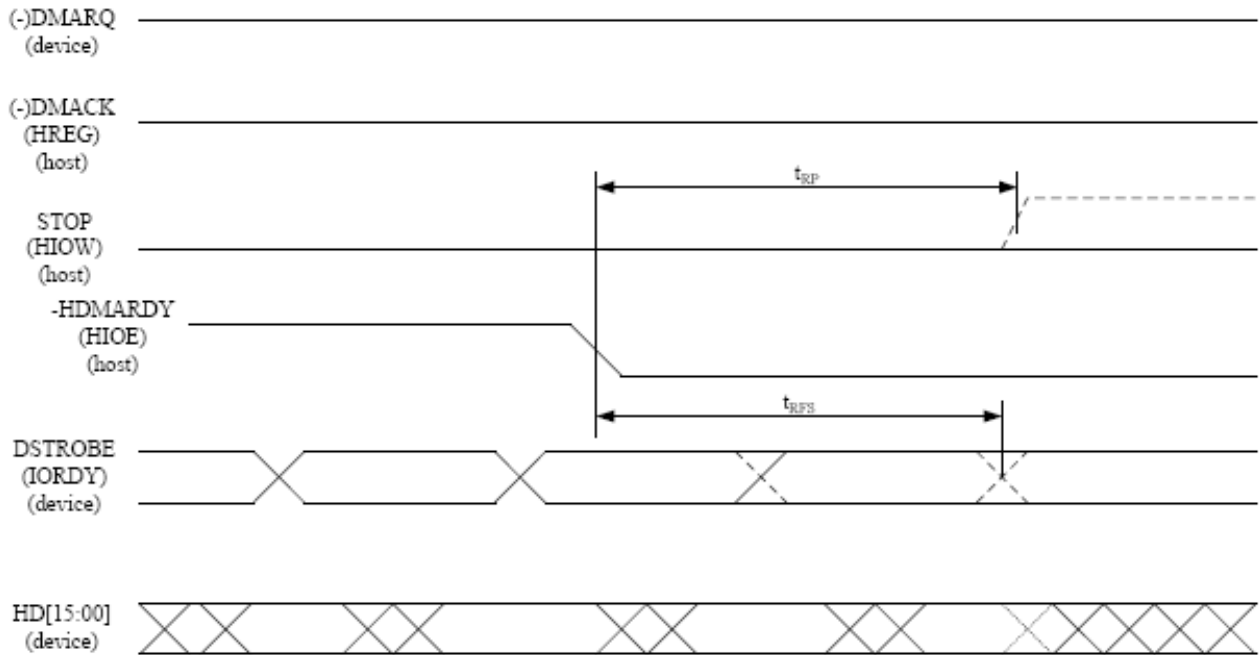 (-)DMARQ
(device)
(-)DMACK
(HREG)
(host)
tRP
STOP
(HIOW)
(host)
-HDMARDY
(HIOE)
(host)
tRFS
DSTROBE
(IORDY)
(device)
HD[15:00]
(device)